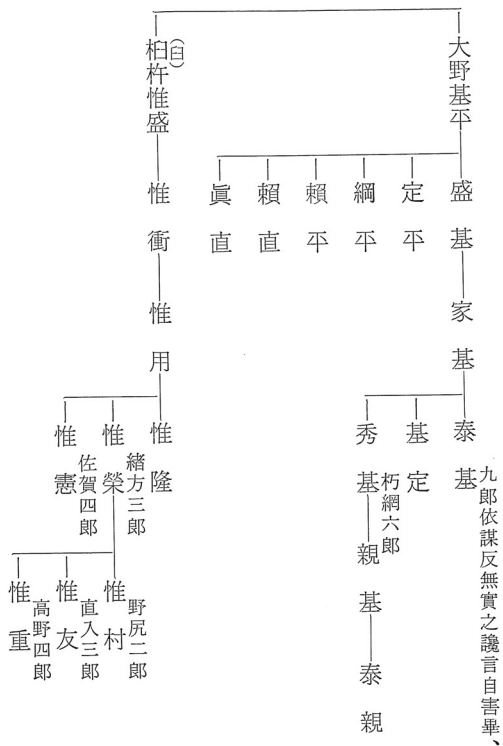 大野基平
盛基
家基
泰基
九郎依謀反無實之讒言自害畢、
基定
秀基
朽網六郎
親基
泰親
定平
綱平
賴平
賴直
眞直
（臼）
桕杵惟盛
惟衡
惟用
惟隆
惟榮
緒方三郎
惟憲
佐賀四郎
惟村
野尻二郎
惟友
直入三郎
惟重
高野四郎